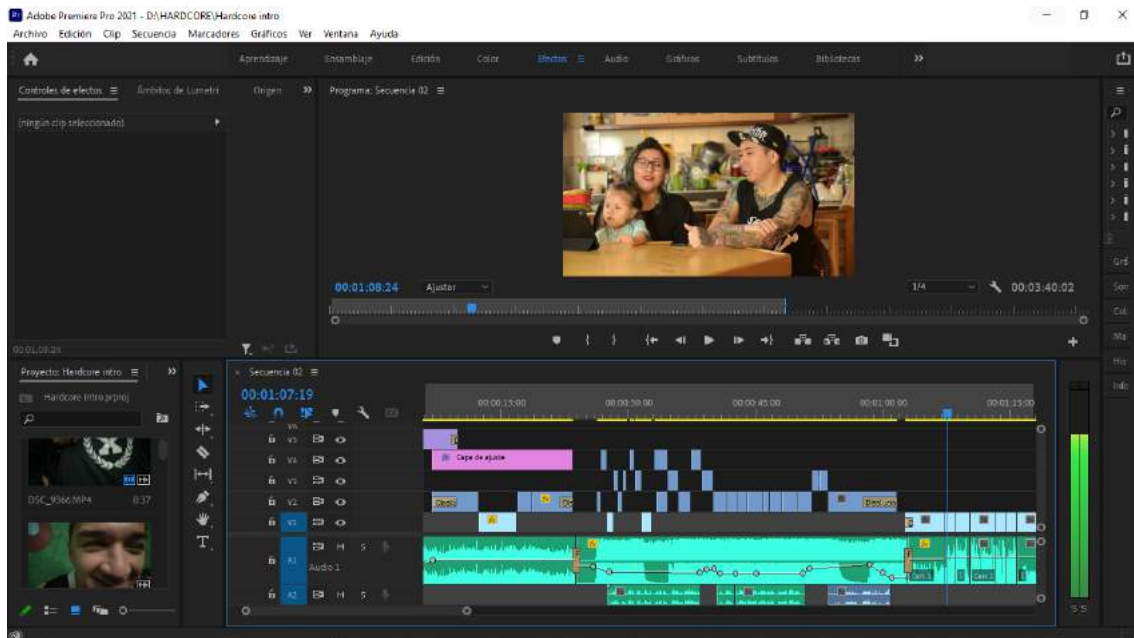 Adobe Premiere Pro 2021 - D:\HARDCORE\Hardcore intro
Archivo Edición Clip Secuencia Marcadores Gráficos Ver Ventana Ayuda
Aprendizaje Ensamblaje Edición Color Efectos Audio Gráficos Subtítulos Bibliotecas
Controles de efectos Ámbitos de Lumetri Origen Programa: Secuencia 02
(ningún clip seleccionado)
00:01:08:24 Ajustar 1/4 00:03:40:02
Proyecto: Hardcore intro
Hardcore intro.prproj
DSC_9366.MP4 0:37
Secuencia 02
00:01:07:19
00:00:15:00 00:00:30:00 00:00:45:00 00:01:00:00 00:01:15:00
V5
V4 Capa de ajuste
V3
V2
V1
A1 M S
Audio 1
A2 M S
S S